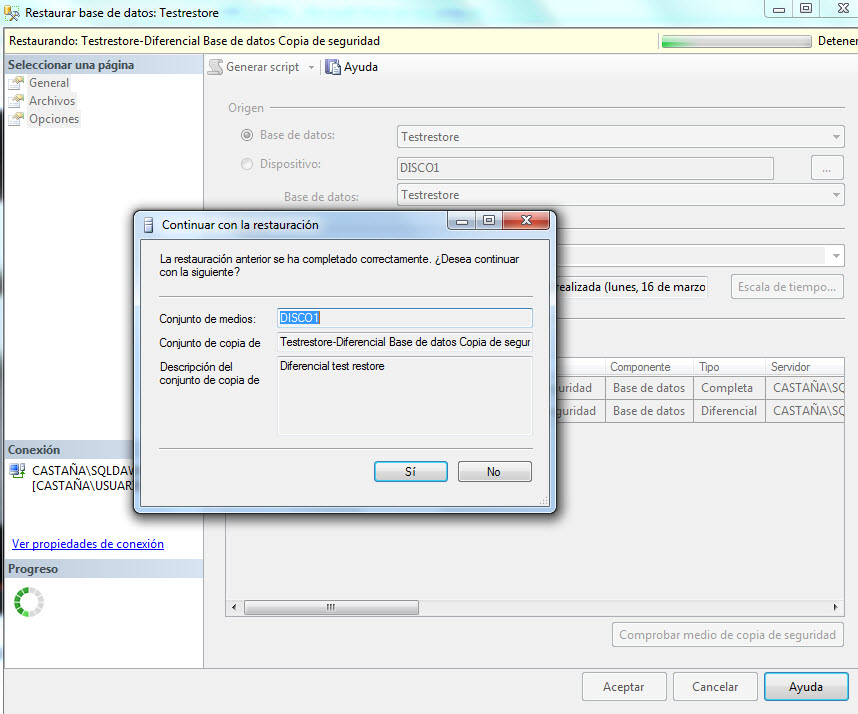 Restaurar base de datos: Testrestore
Restaurando: Testrestore-Diferencial Base de datos Copia de seguridad
Detener
Seleccionar una página
General
Archivos
Opciones
Generar script
Ayuda
Origen
Base de datos:
Testrestore
Dispositivo:
DISCO1
...
Base de datos:
Testrestore
Continuar con la restauración
La restauración anterior se ha completado correctamente. ¿Desea continuar
con la siguiente?
Conjunto de medios:
DISCO1
Conjunto de copia de
Testrestore-Diferencial Base de datos Copia de segur
Descripción del
conjunto de copia de
Diferencial test restore
Sí
No
realizada (lunes, 16 de marzo
Escala de tiempo...
Componente
Tipo
Servidor
uridad
Base de datos
Completa
CASTAÑA\SQ
guridad
Base de datos
Diferencial
CASTAÑA\SQ
Conexión
CASTAÑA\SQLDAW
[CASTAÑA\USUAR
Ver propiedades de conexión
Progreso
Comprobar medio de copia de seguridad
Aceptar
Cancelar
Ayuda